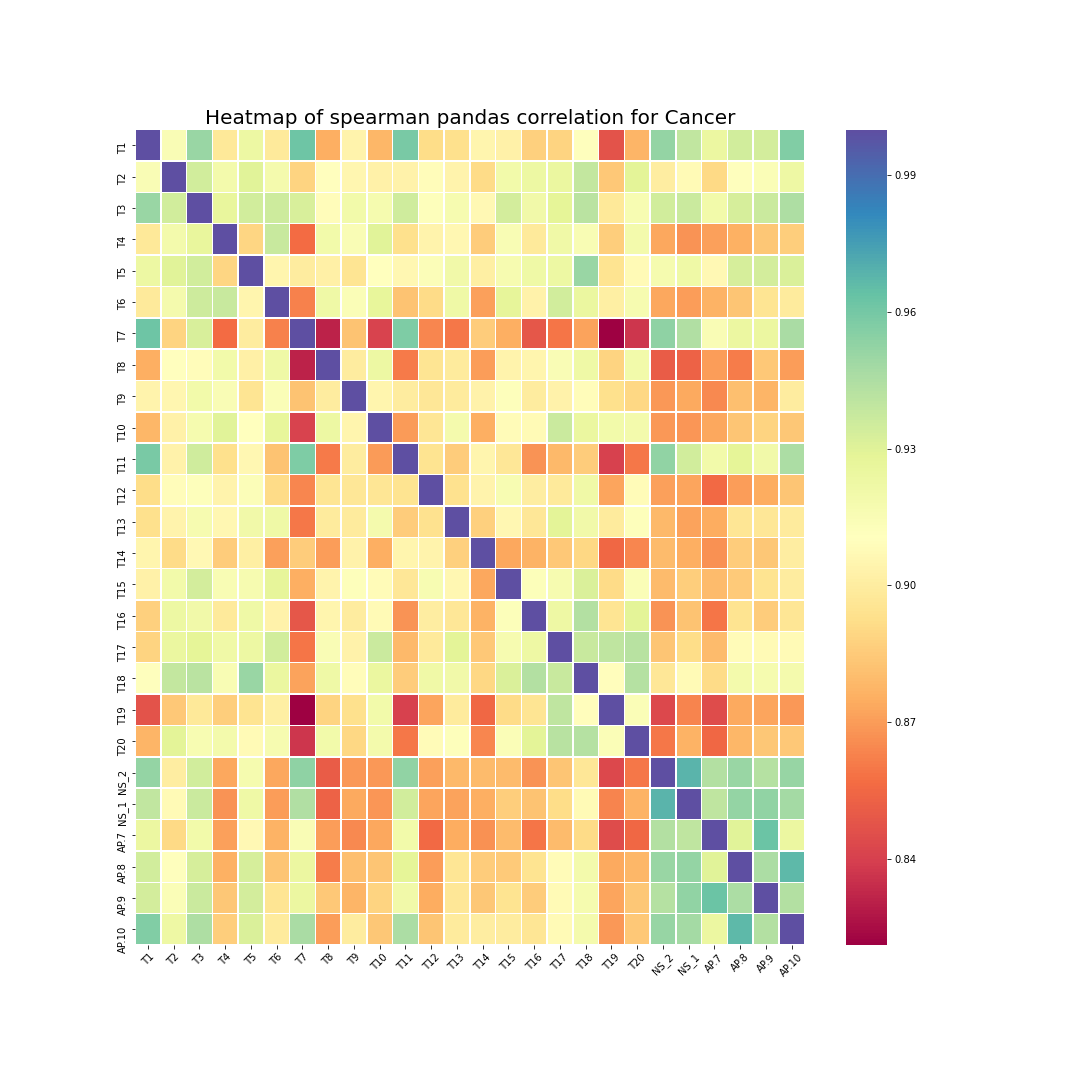 Heatmap of spearman pandas correlation for Cancer
T1
T2
T3
T4
T5
T6
T7
T8
T9
T10
T11
T12
T13
T14
T15
T16
T17
T18
T19
T20
NS_2
NS_1
AP.7
AP.8
AP.9
AP.10
T1 T2 T3 T4 T5 T6 T7 T8 T9 T10 T11 T12 T13 T14 T15 T16 T17 T18 T19 T20 NS_2 NS_1 AP.7 AP.8 AP.9 AP.10
0.99
0.96
0.93
0.90
0.87
0.84